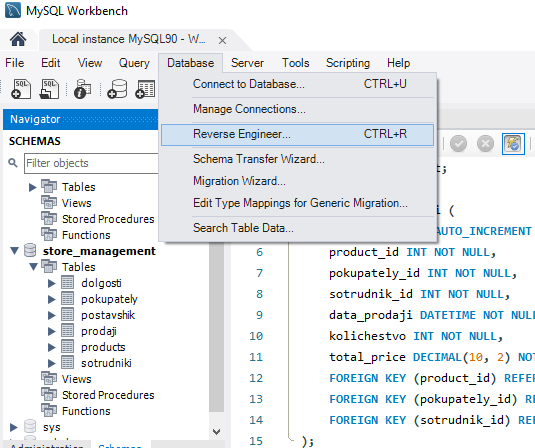 MySQL Workbench
Local instance MySQL90 - W... ×
File Edit View Query Database Server Tools Scripting Help
Connect to Database... CTRL+U
Manage Connections...
Reverse Engineer... CTRL+R
Schema Transfer Wizard...
Migration Wizard...
Edit Type Mappings for Generic Migration...
Search Table Data...
SQL SQL
Navigator
SCHEMAS
Filter objects
Tables
Views
Stored Procedures
Functions
store_management
Tables
dolgosti
pokupately
postavshik
prodaji
products
sotrudniki
Views
Stored Procedures
Functions
sys
t;
i (
AUTO_INCREMENT
6 product_id INT NOT NULL,
7 pokupately_id INT NOT NULL,
8 sotrudnik_id INT NOT NULL,
9 data_prodaji DATETIME NOT NULL
10 kolichestvo INT NOT NULL,
11 total_price DECIMAL(10, 2) NOT
12 FOREIGN KEY (product_id) REFER
13 FOREIGN KEY (pokupately_id) RE
14 FOREIGN KEY (sotrudnik_id) REF
15 );
Administration Schemas